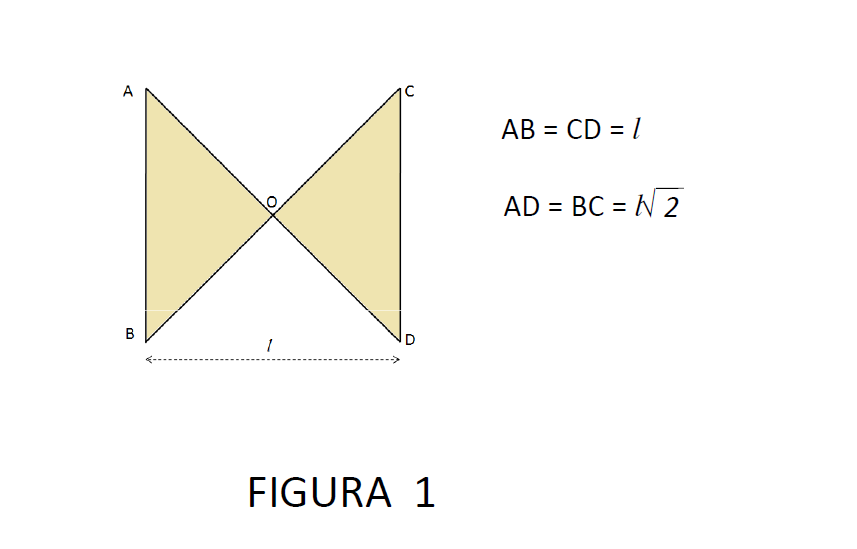 A
C
AB = CD = l
O
AD = BC = l√2
B
D
l
FIGURA 1